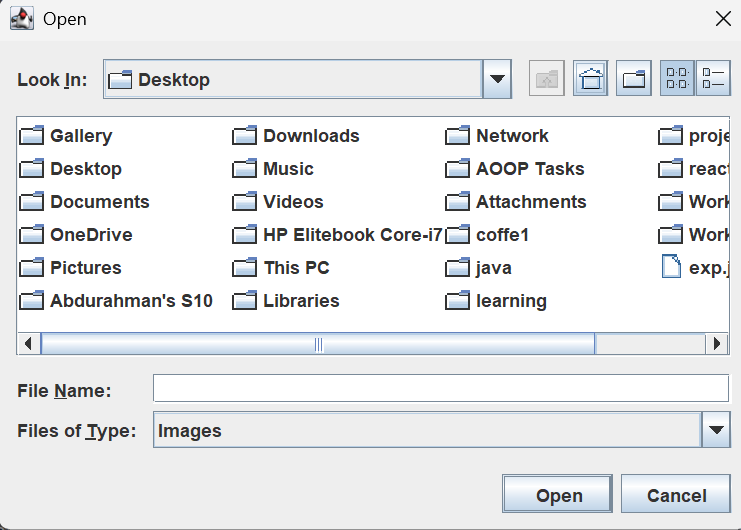 Open
Look In: Desktop
Gallery Downloads Network proje
Desktop Music AOOP Tasks react
Documents Videos Attachments Work
OneDrive HP Elitebook Core-i7 coffe1 Work
Pictures This PC java exp.j
Abdurahman's S10 Libraries learning
File Name:
Files of Type: Images
Open Cancel